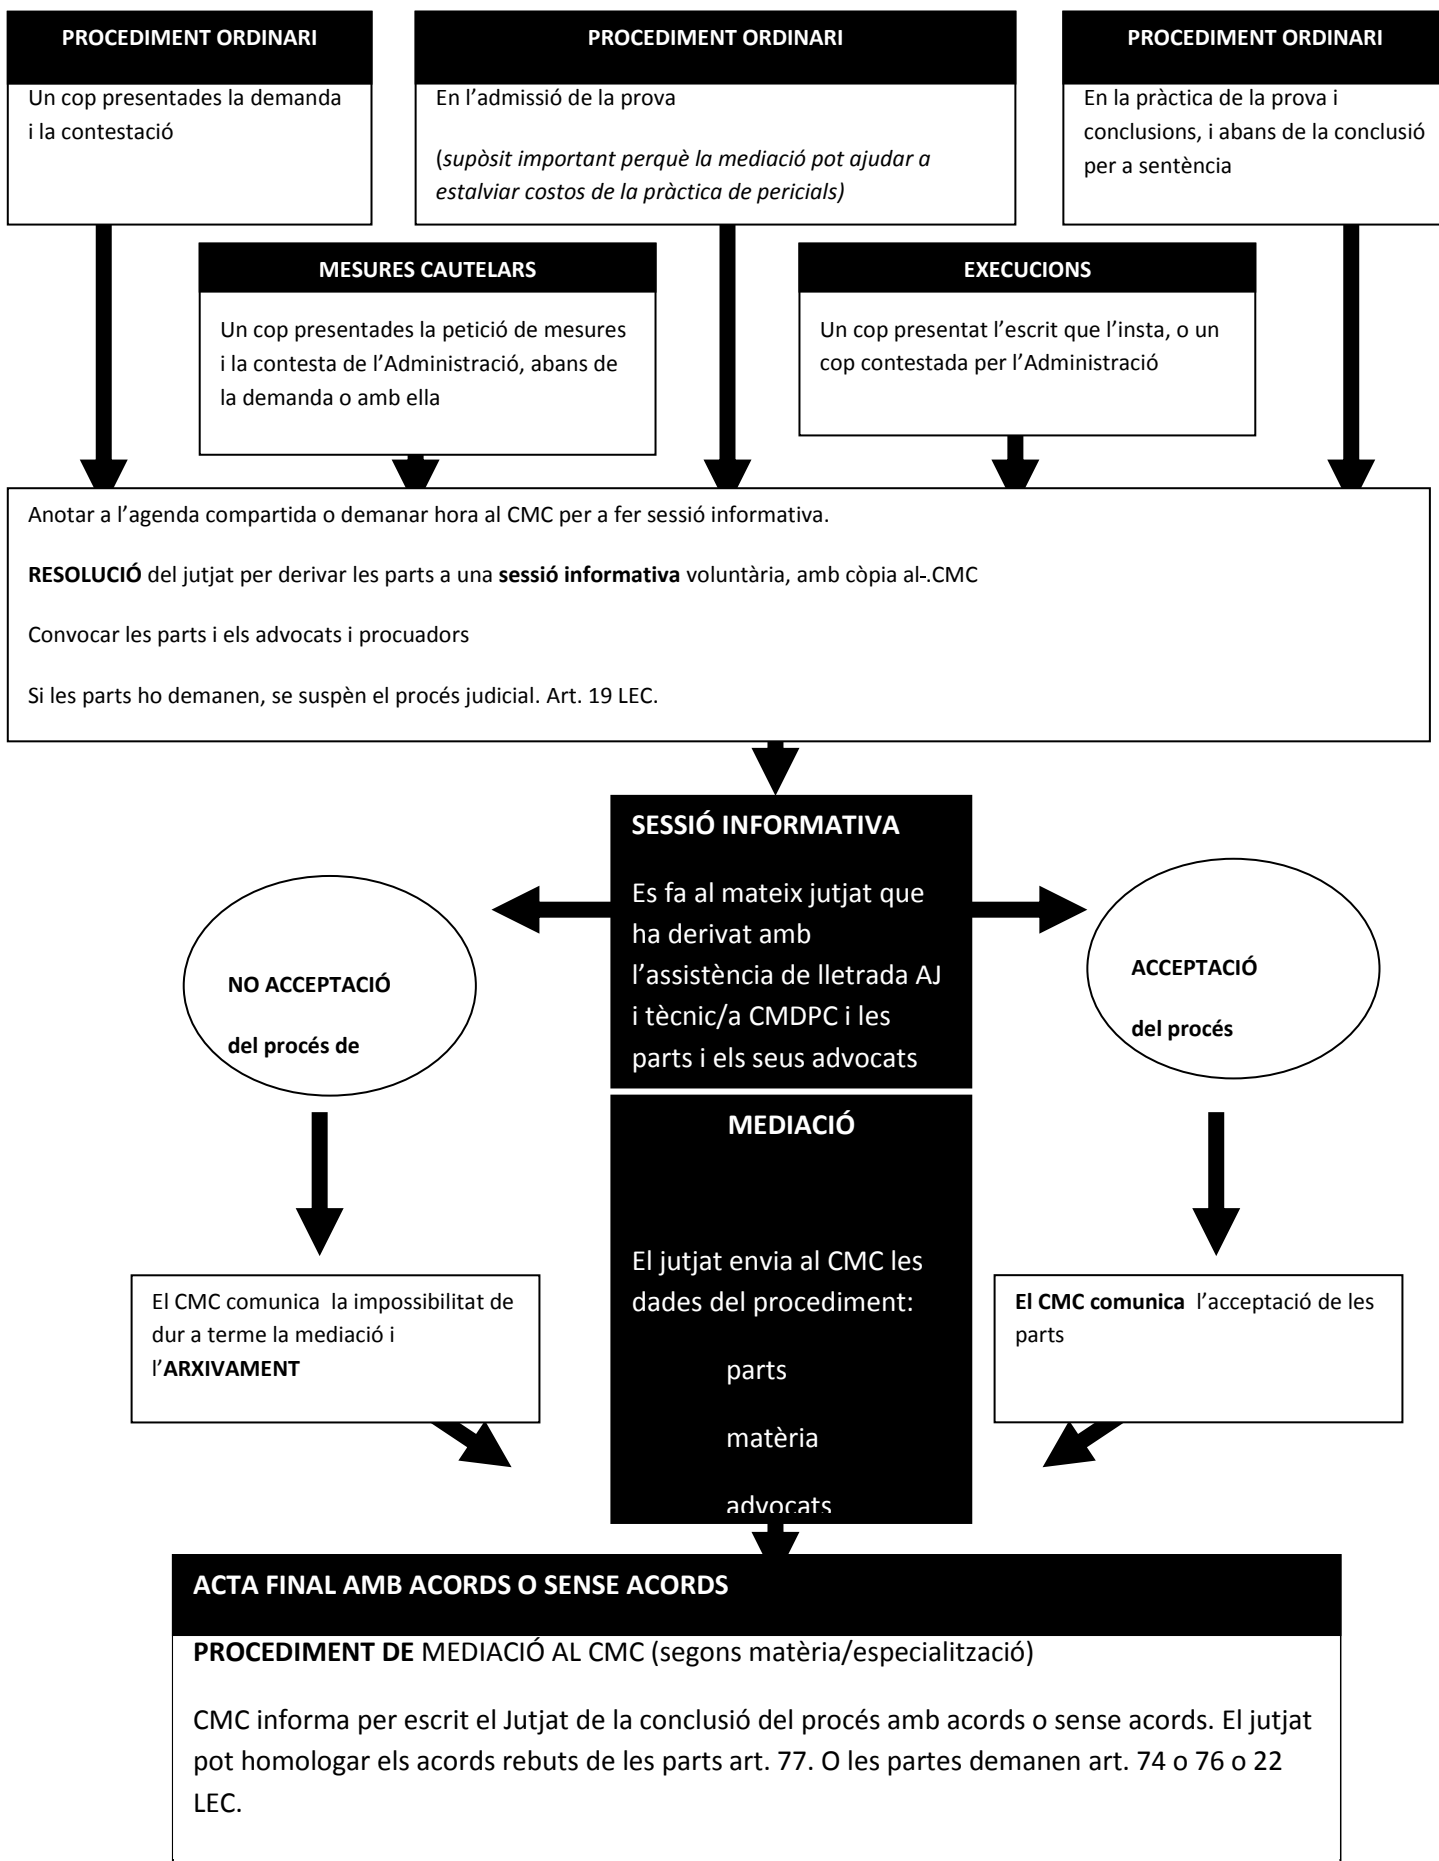 PROCEDIMENT ORDINARI
Un cop presentades la demanda
i la contestació
PROCEDIMENT ORDINARI
En l’admissió de la prova
(supòsit important perquè la mediació pot ajudar a
estalviar costos de la pràctica de pericials)
PROCEDIMENT ORDINARI
En la pràctica de la prova i
conclusions, i abans de la conclusió
per a sentència
MESURES CAUTELARS
Un cop presentades la petició de mesures
i la contesta de l’Administració, abans de
la demanda o amb ella
EXECUCIONS
Un cop presentat l’escrit que l’insta, o un
cop contestada per l’Administració
Anotar a l’agenda compartida o demanar hora al CMC per a fer sessió informativa.
RESOLUCIÓ del jutjat per derivar les parts a una sessió informativa voluntària, amb còpia al-.CMC
Convocar les parts i els advocats i procuadors
Si les parts ho demanen, se suspèn el procés judicial. Art. 19 LEC.
SESSIÓ INFORMATIVA
Es fa al mateix jutjat que
ha derivat amb
l’assistència de lletrada AJ
i tècnic/a CMDPC i les
parts i els seus advocats
NO ACCEPTACIÓ
del procés de
ACCEPTACIÓ
del procés
MEDIACIÓ
El jutjat envia al CMC les
dades del procediment:
parts
matèria
advocats
El CMC comunica  la impossibilitat de
dur a terme la mediació i
l’ARXIVAMENT
El CMC comunica  l’acceptació de les
parts
ACTA FINAL AMB ACORDS O SENSE ACORDS
PROCEDIMENT DE MEDIACIÓ AL CMC (segons matèria/especialització)
CMC informa per escrit el Jutjat de la conclusió del procés amb acords o sense acords. El jutjat
pot homologar els acords rebuts de les parts art. 77. O les partes demanen art. 74 o 76 o 22
LEC.